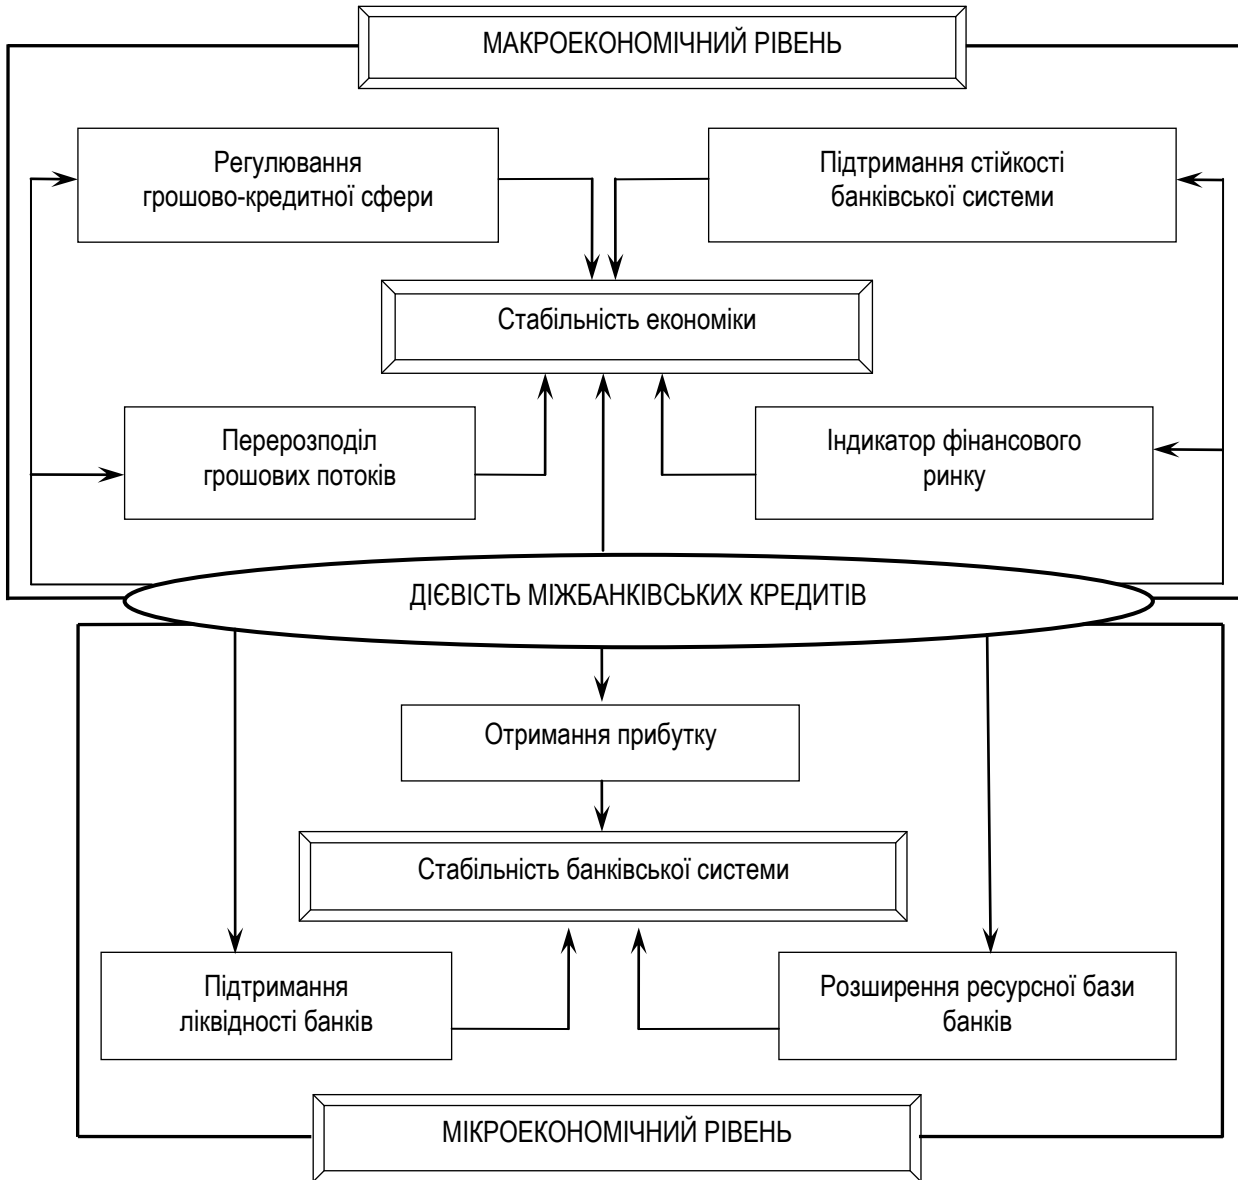 МАКРОЕКОНОМІЧНИЙ РІВЕНЬ
Регулювання
грошово-кредитної сфери
Підтримання стійкості
банківської системи
Стабільність економіки
Перерозподіл
грошових потоків
Індикатор фінансового
ринку
ДІЄВІСТЬ МІЖБАНКІВСЬКИХ КРЕДИТІВ
Отримання прибутку
Стабільність банківської системи
Підтримання
ліквідності банків
Розширення ресурсної бази
банків
МІКРОЕКОНОМІЧНИЙ РІВЕНЬ